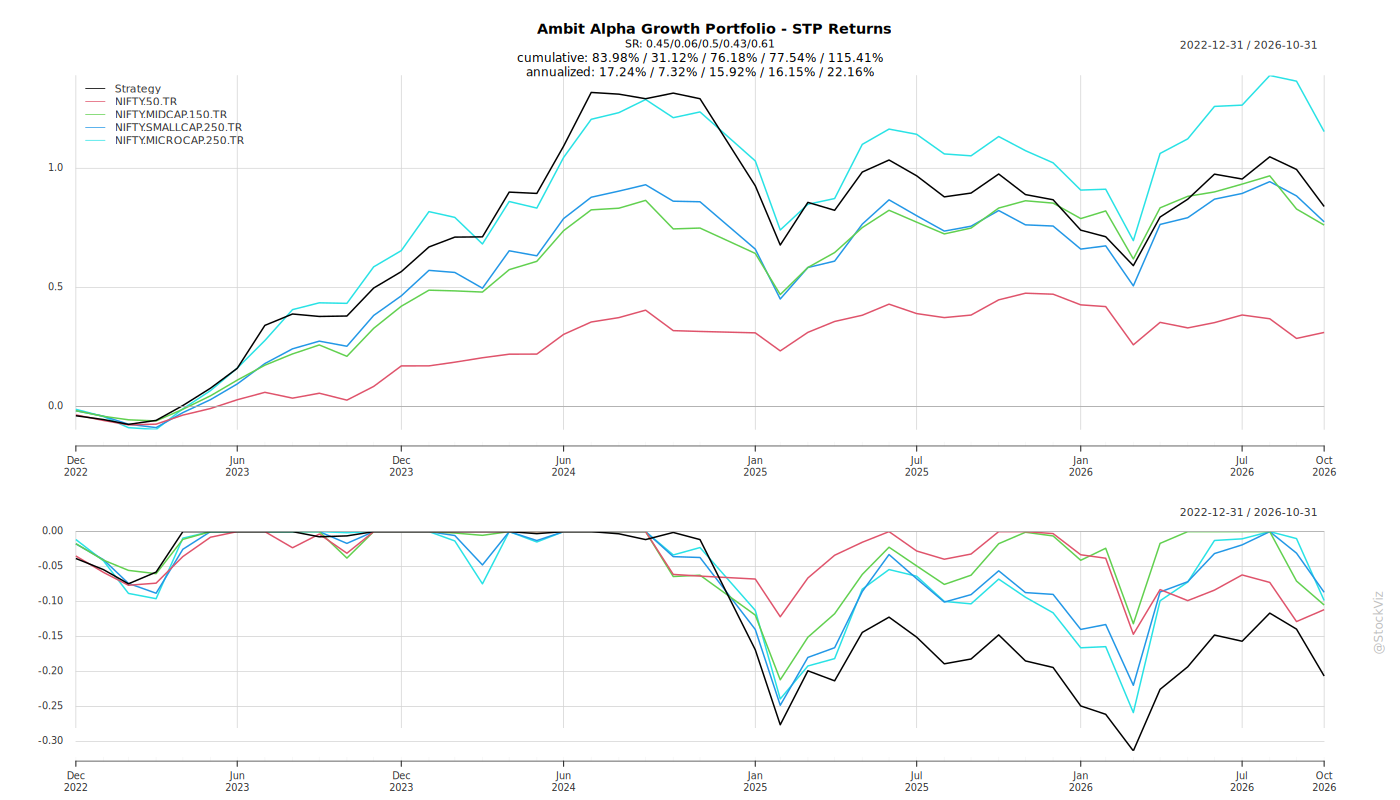 Ambit Alpha Growth Portfolio - STP Returns
SR: 0.45/0.06/0.5/0.43/0.61
cumulative: 83.98% / 31.12% / 76.18% / 77.54% / 115.41%
annualized: 17.24% / 7.32% / 15.92% / 16.15% / 22.16%
2022-12-31 / 2026-10-31
Strategy
NIFTY.50.TR
NIFTY.MIDCAP.150.TR
NIFTY.SMALLCAP.250.TR
NIFTY.MICROCAP.250.TR
1.0
0.5
0.0
Dec Jun Dec Jun Jan Jul Jan Jul Oct
2022 2023 2023 2024 2025 2025 2026 2026 2026
2022-12-31 / 2026-10-31
0.00
-0.05
-0.10
-0.15
-0.20
-0.25
-0.30
Dec Jun Dec Jun Jan Jul Jan Jul Oct
2022 2023 2023 2024 2025 2025 2026 2026 2026
@StockViz